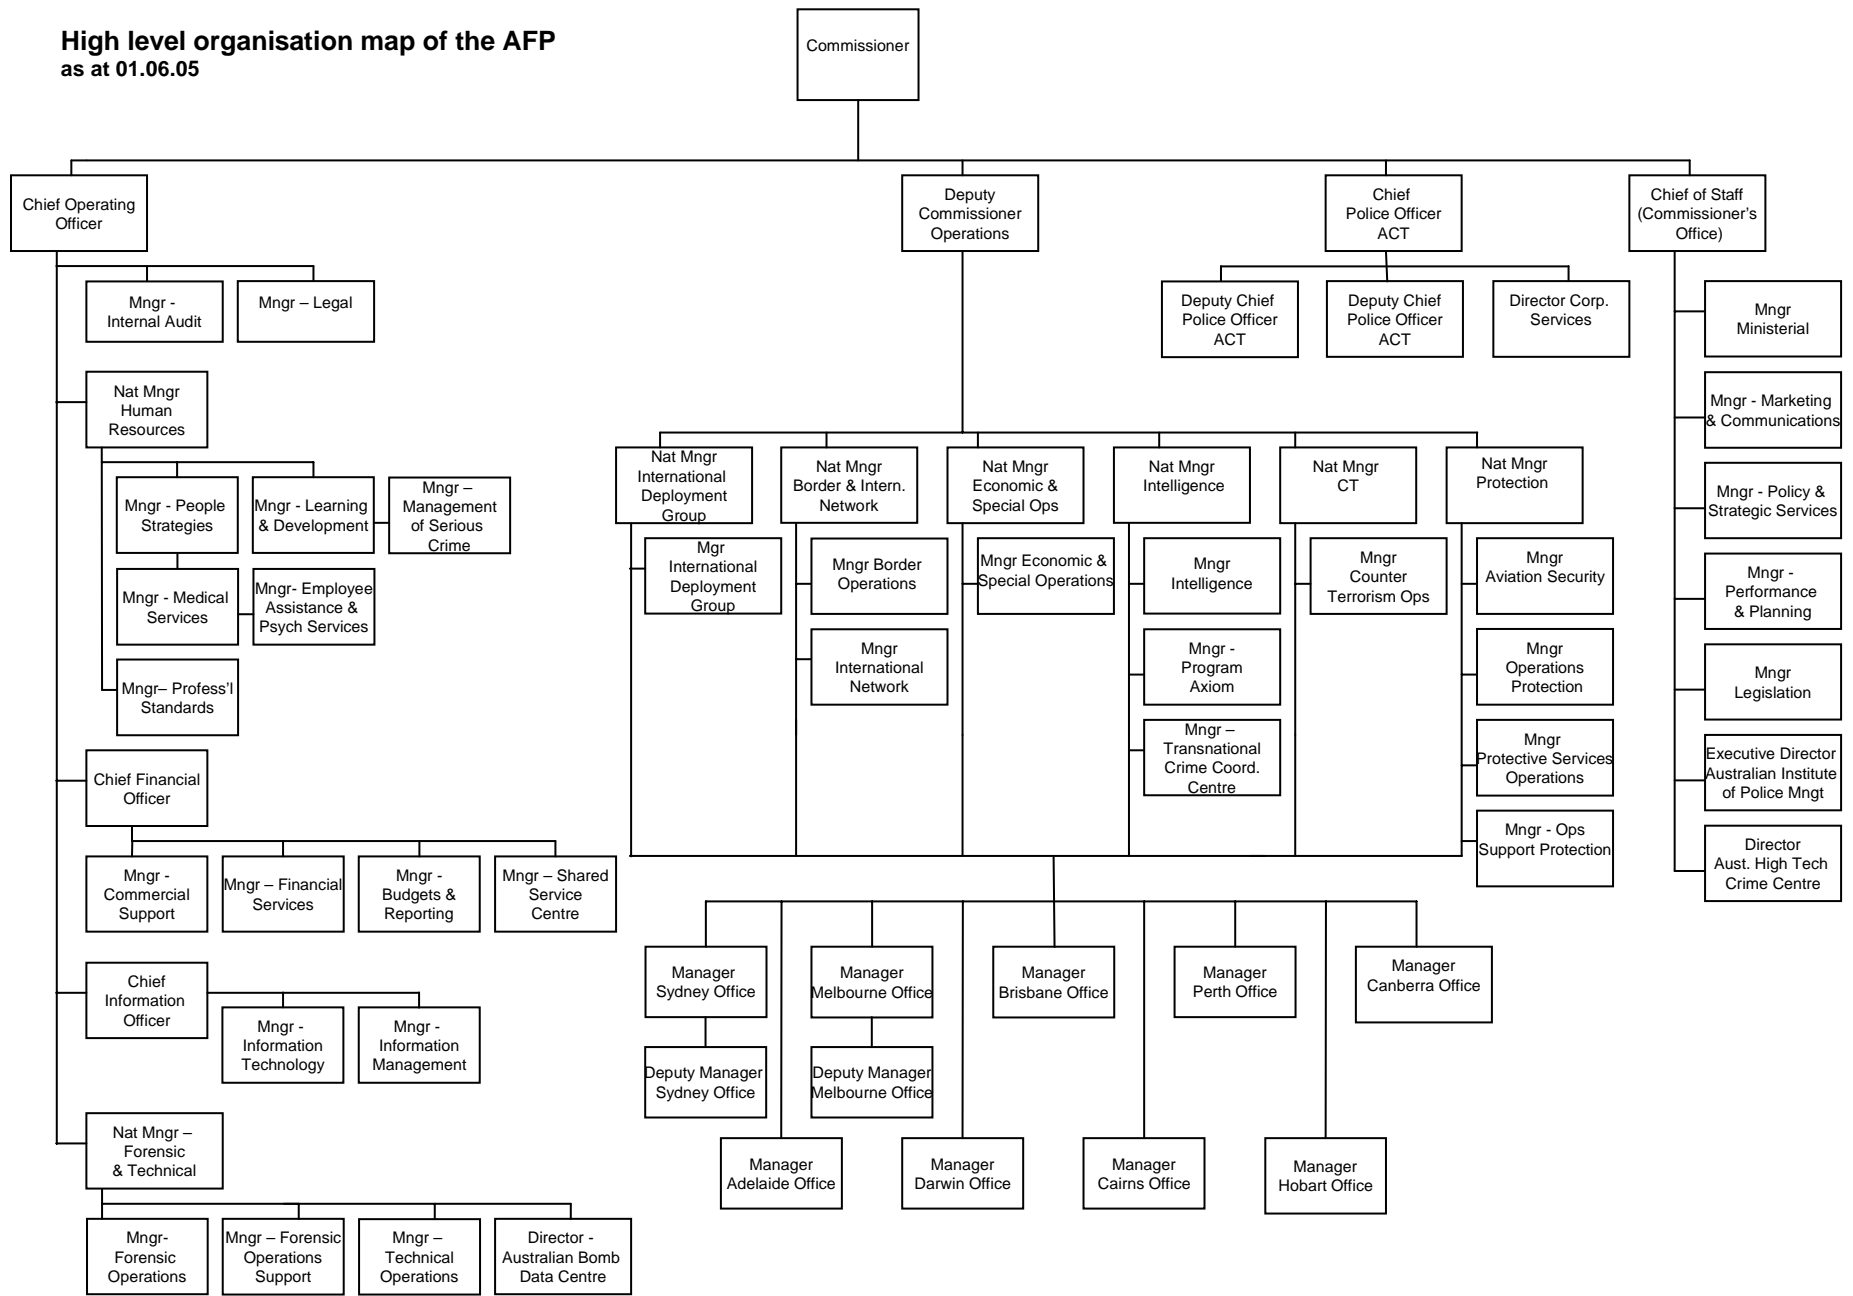 High level organisation map of the AFP
as at 01.06.05
Commissioner
Chief Operating
Officer
Deputy
Commissioner
Operations
Chief
Police Officer
ACT
Chief of Staff
(Commissioner's
Office)
Mngr -
Internal Audit
Mngr – Legal
Nat Mngr
Human
Resources
Mngr - People
Strategies
Mngr - Learning
& Development
Mngr –
Management
of Serious
Crime
Mngr - Medical
Services
Mngr- Employee
Assistance &
Psych Services
Mngr– Profess'l
Standards
Chief Financial
Officer
Mngr -
Commercial
Support
Mngr – Financial
Services
Mngr -
Budgets &
Reporting
Mngr – Shared
Service
Centre
Chief
Information
Officer
Mngr -
Information
Technology
Mngr -
Information
Management
Nat Mngr –
Forensic
& Technical
Mngr-
Forensic
Operations
Mngr – Forensic
Operations
Support
Mngr –
Technical
Operations
Director -
Australian Bomb
Data Centre
Nat Mngr
International
Deployment
Group
Mgr
International
Deployment
Group
Nat Mngr
Border & Intern.
Network
Mngr Border
Operations
Mngr
International
Network
Nat Mngr
Economic &
Special Ops
Mngr Economic &
Special Operations
Nat Mngr
Intelligence
Mngr
Intelligence
Mngr -
Program
Axiom
Mngr –
Transnational
Crime Coord.
Centre
Nat Mngr
CT
Mngr
Counter
Terrorism Ops
Nat Mngr
Protection
Mngr
Aviation Security
Mngr
Operations
Protection
Mngr
Protective Services
Operations
Mngr - Ops
Support Protection
Manager
Sydney Office
Deputy Manager
Sydney Office
Manager
Melbourne Office
Deputy Manager
Melbourne Office
Manager
Brisbane Office
Manager
Perth Office
Manager
Canberra Office
Manager
Adelaide Office
Manager
Darwin Office
Manager
Cairns Office
Manager
Hobart Office
Deputy Chief
Police Officer
ACT
Deputy Chief
Police Officer
ACT
Director Corp.
Services
Mngr
Ministerial
Mngr - Marketing
& Communications
Mngr - Policy &
Strategic Services
Mngr -
Performance
& Planning
Mngr
Legislation
Executive Director
Australian Institute
of Police Mngt
Director
Aust. High Tech
Crime Centre